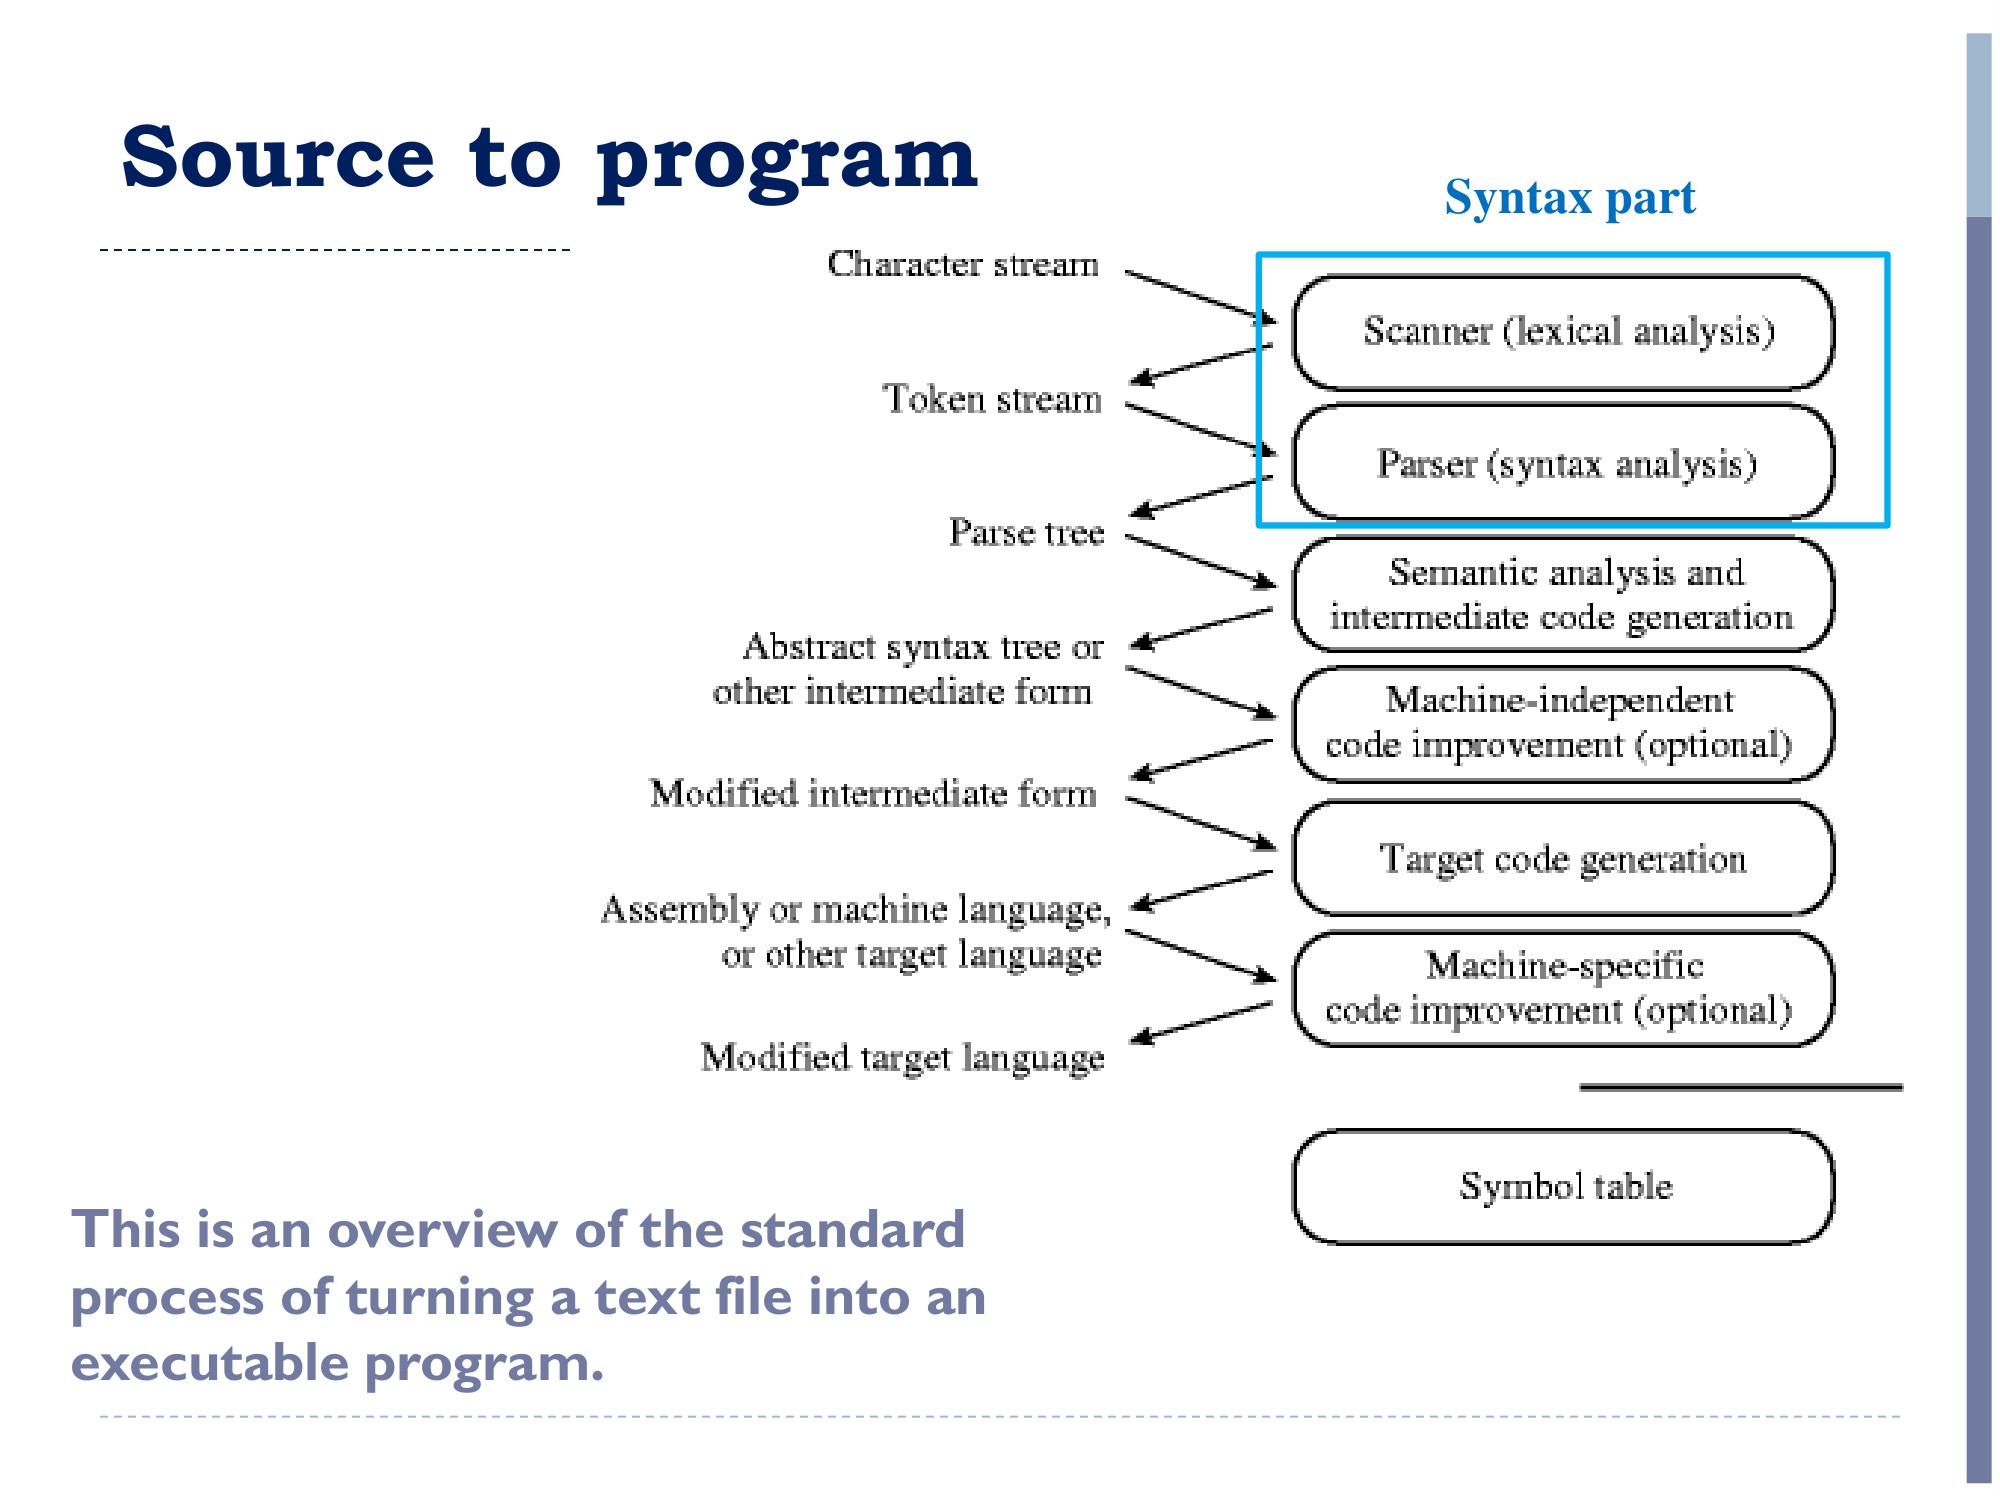 Source to program
Syntax part
Character stream
Scanner (lexical analysis)
Token stream
Parser (syntax analysis)
Parse tree
Semantic analysis and
intermediate code generation
Abstract syntax tree or
other intermediate form
Machine-independent
code improvement (optional)
Modified intermediate form
Target code generation
Assembly or machine language,
or other target language
Machine-specific
code improvement (optional)
Modified target language
Symbol table
This is an overview of the standard
process of turning a text file into an
executable program.